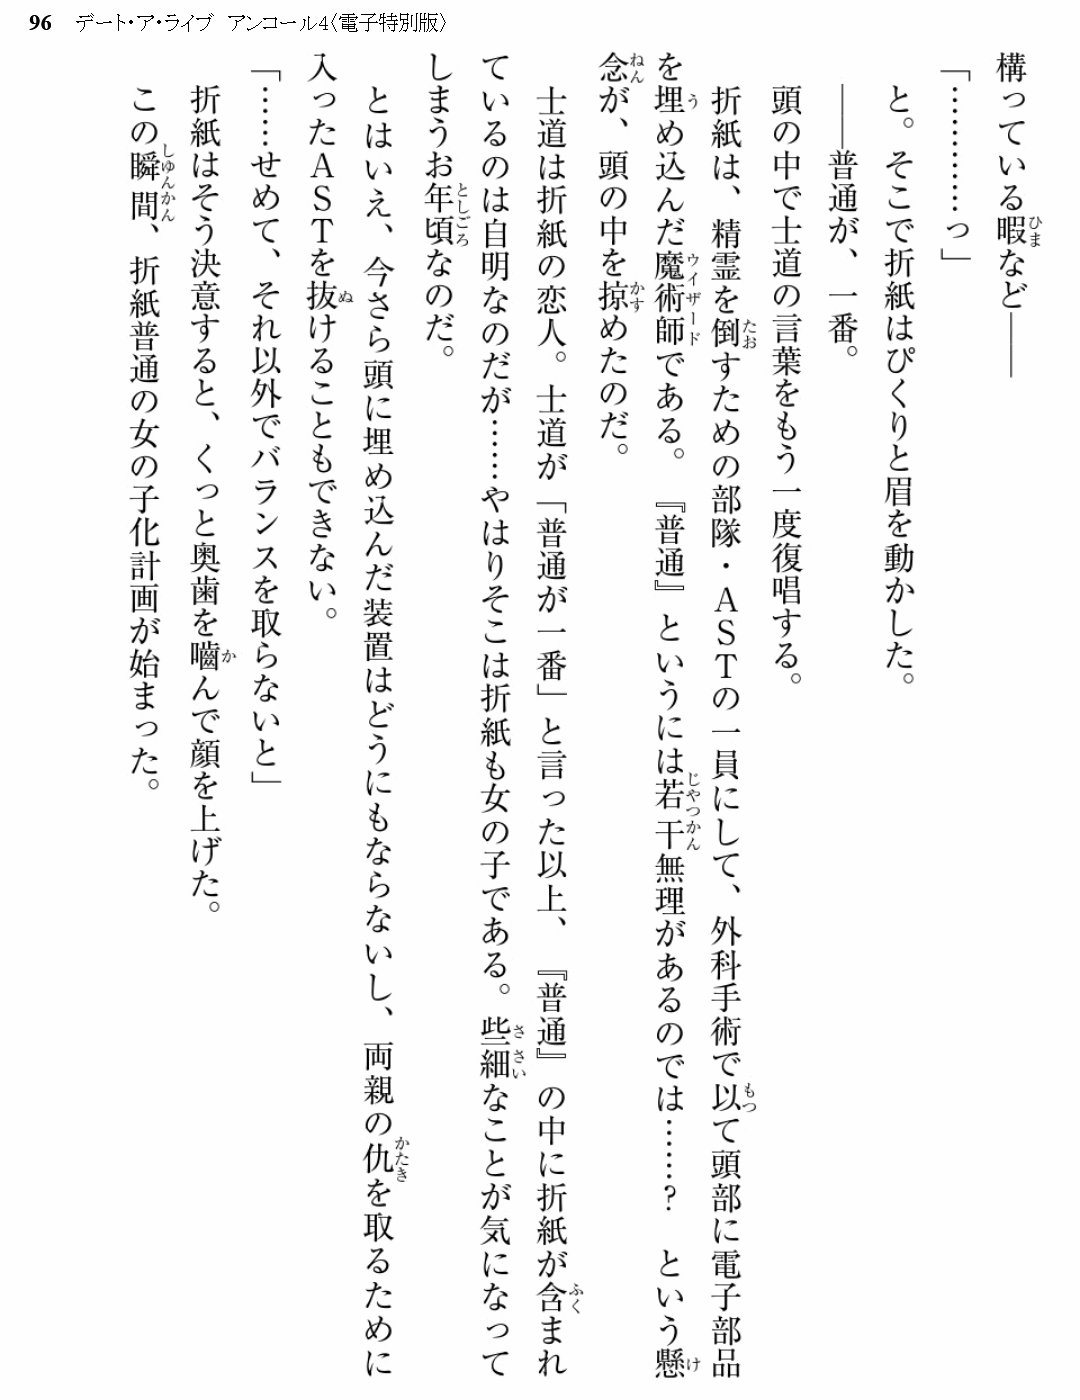 96 デート・ア・ライブ アンコール4〈電子特別版〉
構っている暇など――
「…………っ」
と。そこで折紙はぴくりと眉を動かした。
――普通が、一番。
頭の中で士道の言葉をもう一度復唱する。
折紙は、精霊を倒すための部隊・ASTの一員にして、外科手術で以て頭部に電子部品
を埋め込んだ魔術師である。『普通』というには若干無理があるのでは……? という懸
念が、頭の中を掠めたのだ。
士道は折紙の恋人。士道が「普通が一番」と言った以上、『普通』の中に折紙が含まれ
ているのは自明なのだが……やはりそこは折紙も女の子である。些細なことが気になって
しまうお年頃なのだ。
とはいえ、今さら頭に埋め込んだ装置はどうにもならないし、両親の仇を取るために
入ったASTを抜けることもできない。
「……せめて、それ以外でバランスを取らないと」
折紙はそう決意すると、くっと奥歯を嚙んで顔を上げた。
この瞬間、折紙普通の女の子化計画が始まった。